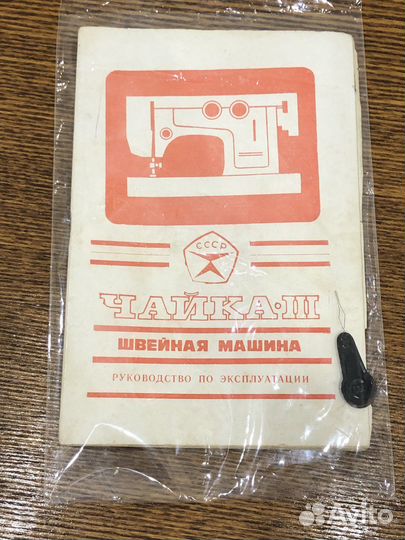 СССР
ЧАЙКА·III
ШВЕЙНАЯ МАШИНА
РУКОВОДСТВО ПО ЭКСПЛУАТАЦИИ
Avito